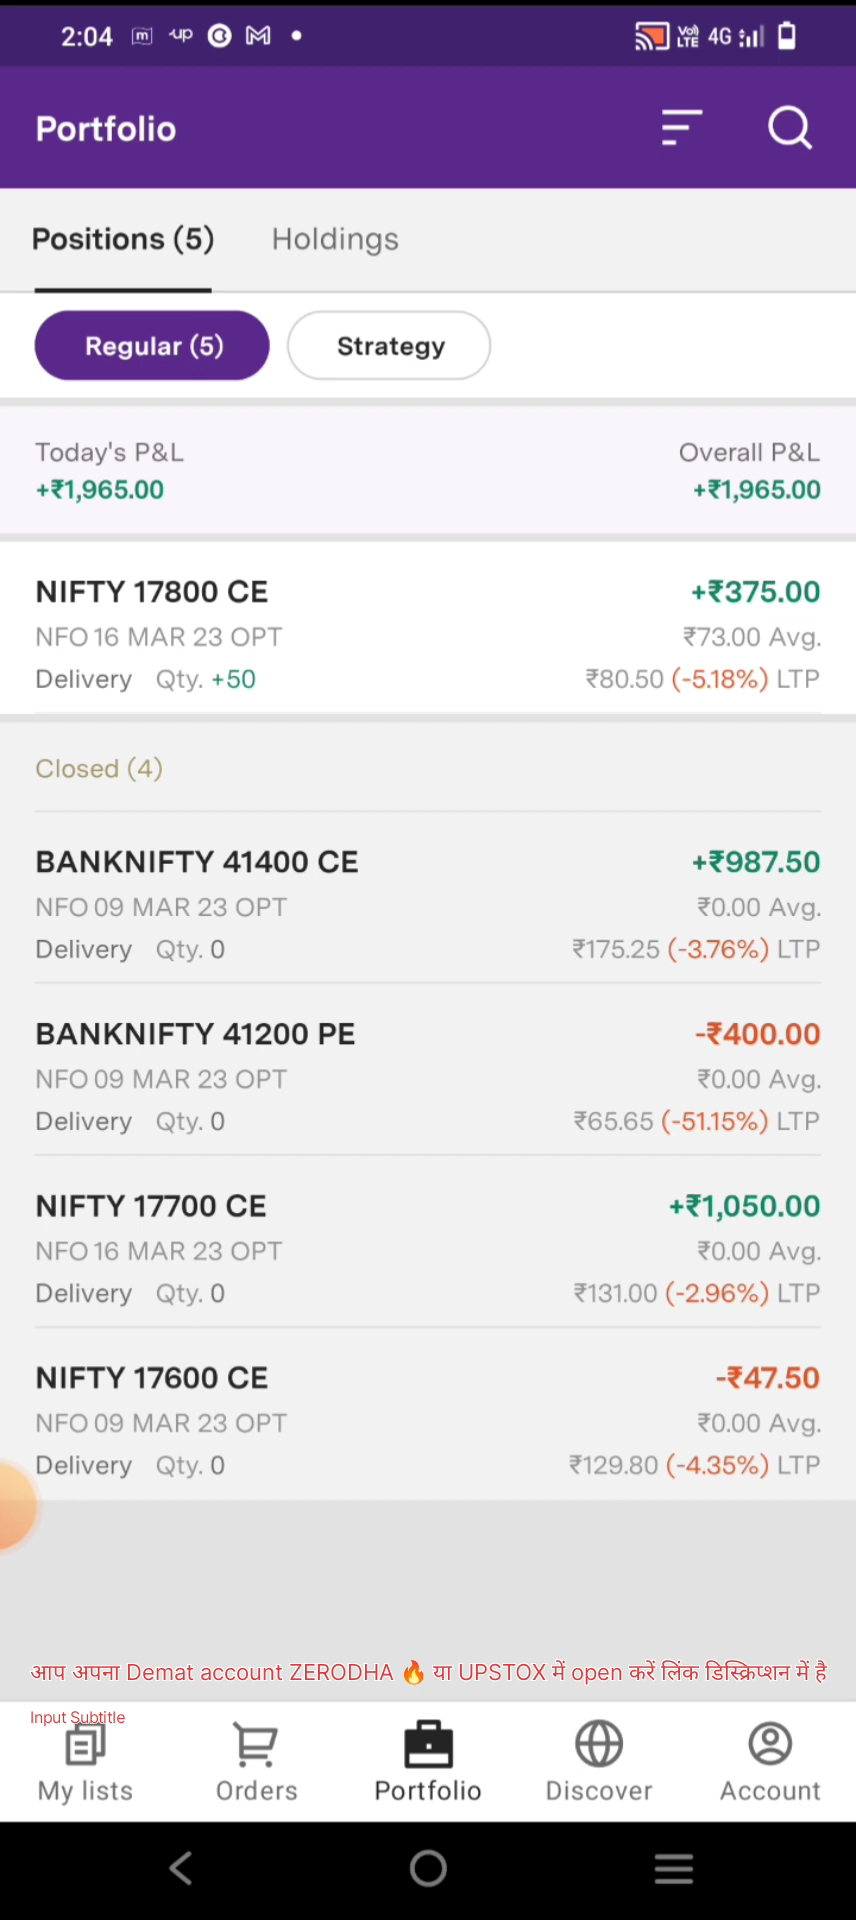 2:04 m up VoI) LTE 4G
Portfolio
Positions (5) Holdings
Regular (5) Strategy
Today's P&L Overall P&L
+₹1,965.00 +₹1,965.00
NIFTY 17800 CE +₹375.00
NFO 16 MAR 23 OPT ₹73.00 Avg.
Delivery Qty. +50 ₹80.50 (-5.18%) LTP
Closed (4)
BANKNIFTY 41400 CE +₹987.50
NFO 09 MAR 23 OPT ₹0.00 Avg.
Delivery Qty. 0 ₹175.25 (-3.76%) LTP
BANKNIFTY 41200 PE -₹400.00
NFO 09 MAR 23 OPT ₹0.00 Avg.
Delivery Qty. 0 ₹65.65 (-51.15%) LTP
NIFTY 17700 CE +₹1,050.00
NFO 16 MAR 23 OPT ₹0.00 Avg.
Delivery Qty. 0 ₹131.00 (-2.96%) LTP
NIFTY 17600 CE -₹47.50
NFO 09 MAR 23 OPT ₹0.00 Avg.
Delivery Qty. 0 ₹129.80 (-4.35%) LTP
आप अपना Demat account ZERODHA 🔥 या UPSTOX में open करें लिंक डिस्क्रिप्शन में है
Input Subtitle
My lists Orders Portfolio Discover Account